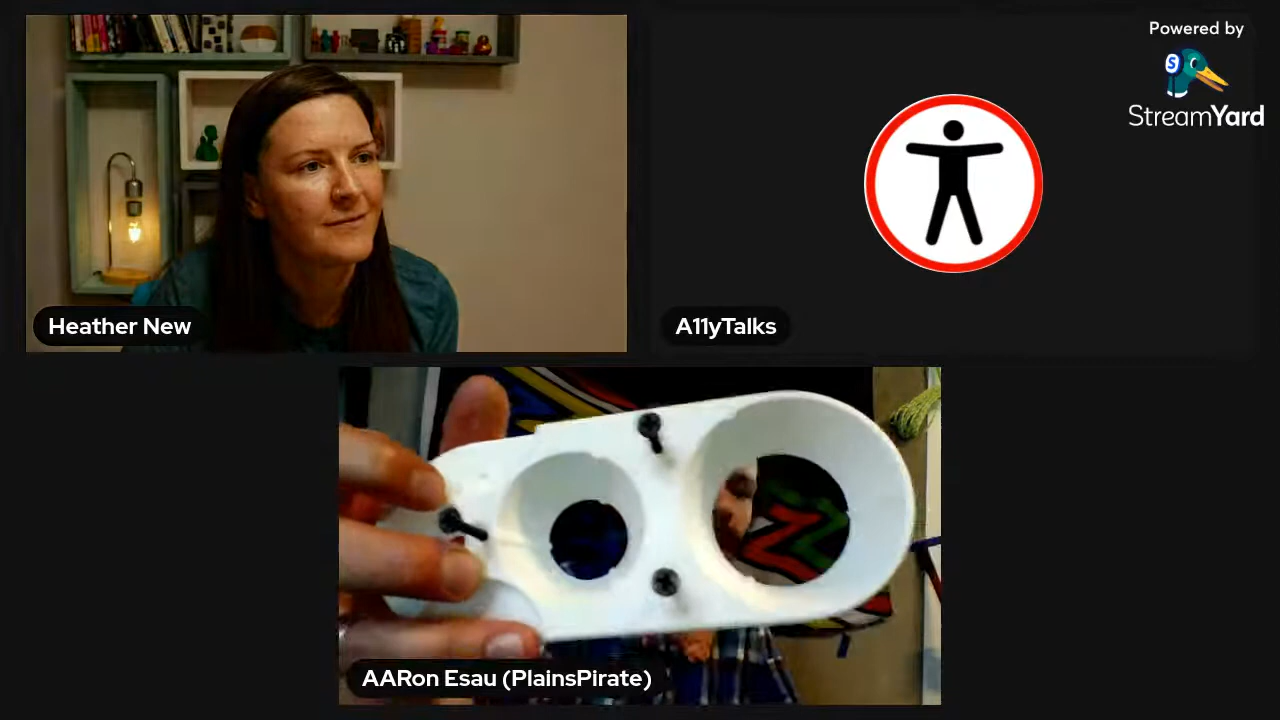 Powered by
StreamYard
Heather New
A11yTalks
AARon Esau (PlainsPirate)